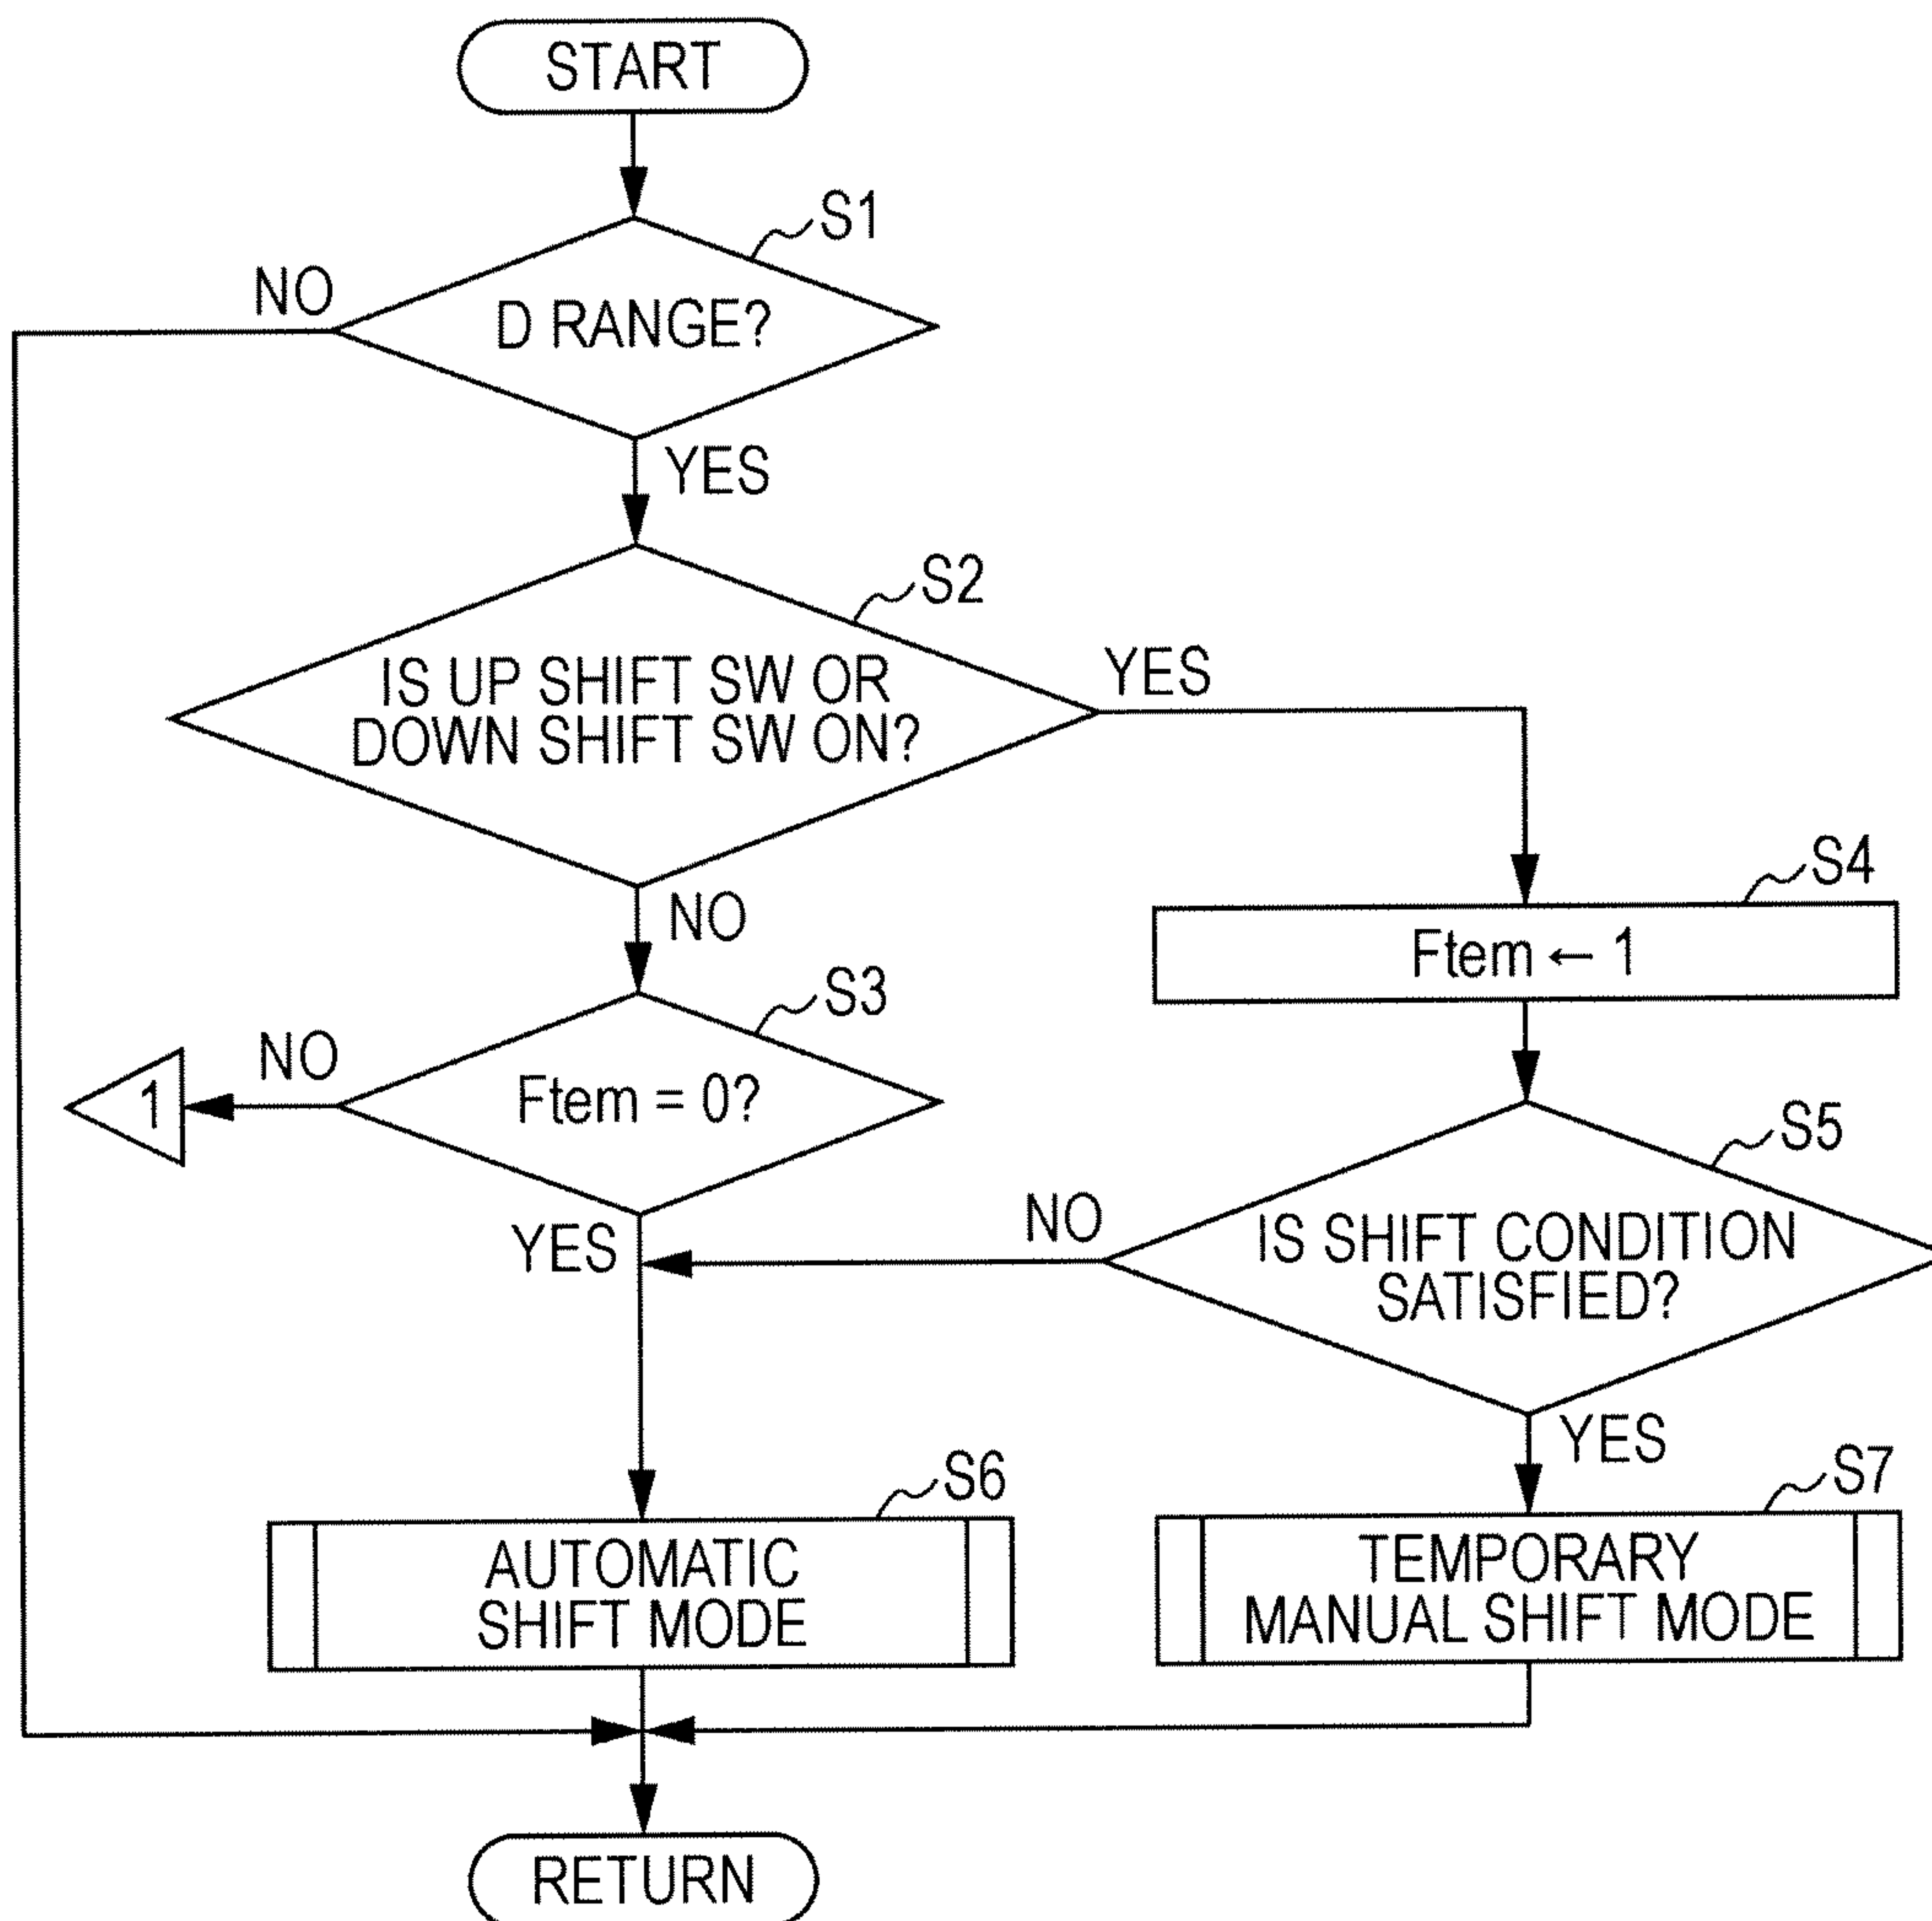 START
S1
NO
D RANGE?
YES
S2
IS UP SHIFT SW OR
DOWN SHIFT SW ON?
YES
NO
S4
Ftem ← 1
S3
NO
1
Ftem = 0?
YES
S5
NO
IS SHIFT CONDITION
SATISFIED?
YES
S6
AUTOMATIC
SHIFT MODE
S7
TEMPORARY
MANUAL SHIFT MODE
RETURN